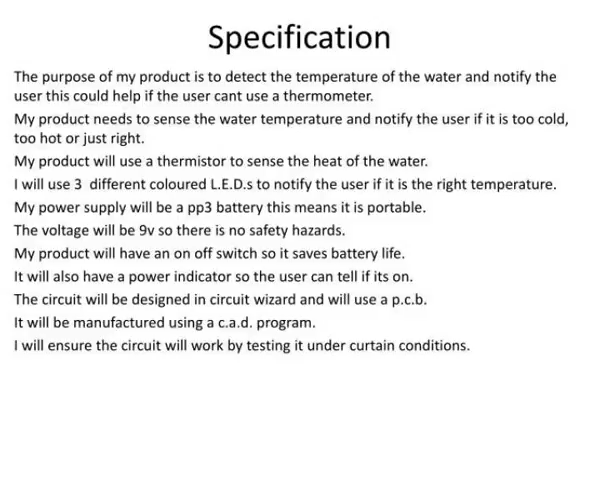 Specification
The purpose of my product is to detect the temperature of the water and notify the
user this could help if the user cant use a thermometer.
My product needs to sense the water temperature and notify the user if it is too cold,
too hot or just right.
My product will use a thermistor to sense the heat of the water.
I will use 3  different coloured L.E.D.s to notify the user if it is the right temperature.
My power supply will be a pp3 battery this means it is portable.
The voltage will be 9v so there is no safety hazards.
My product will have an on off switch so it saves battery life.
It will also have a power indicator so the user can tell if its on.
The circuit will be designed in circuit wizard and will use a p.c.b.
It will be manufactured using a c.a.d. program.
I will ensure the circuit will work by testing it under curtain conditions.